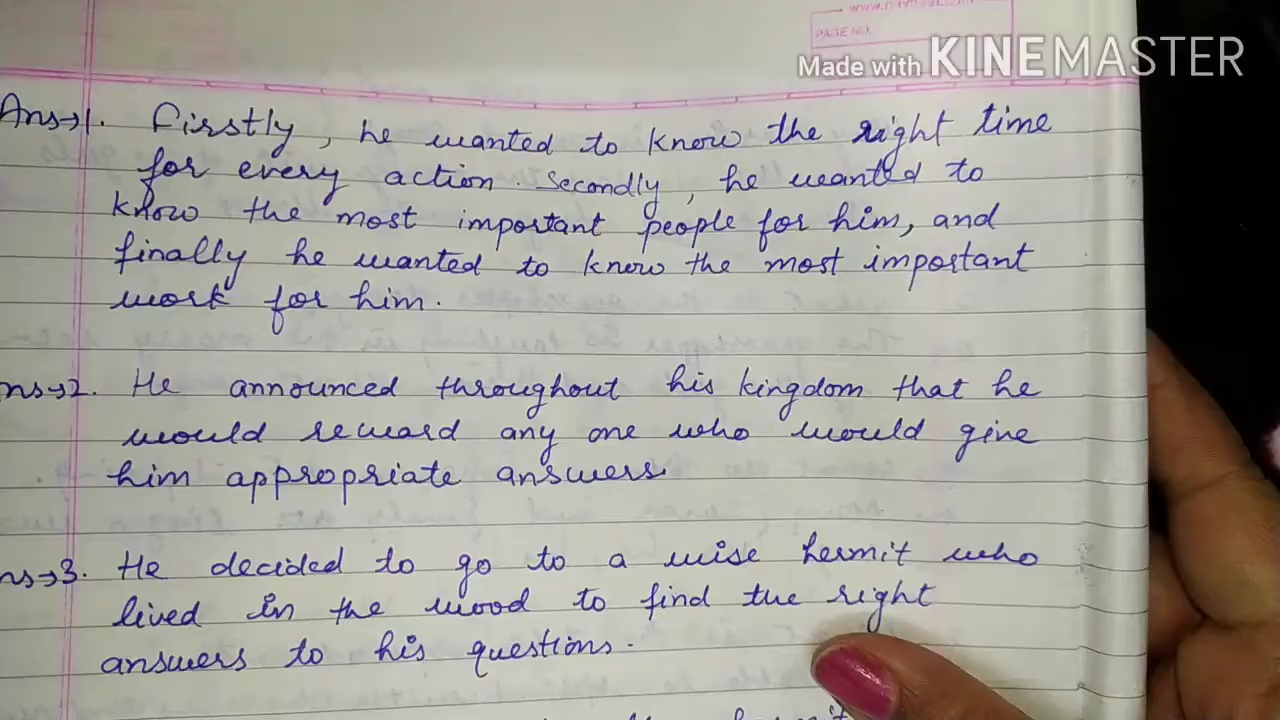 PAGE NO.
Made with KINEMASTER
Ans→1. Firstly, he wanted to know the right time
for every action. Secondly, he wanted to
know the most important people for him, and
finally he wanted to know the most important
work for him.
ns→2. He announced throughout his kingdom that he
would reward any one who would give
him appropriate answers.
ns→3. He decided to go to a wise hermit who
lived in the wood to find the right
answers to his questions.